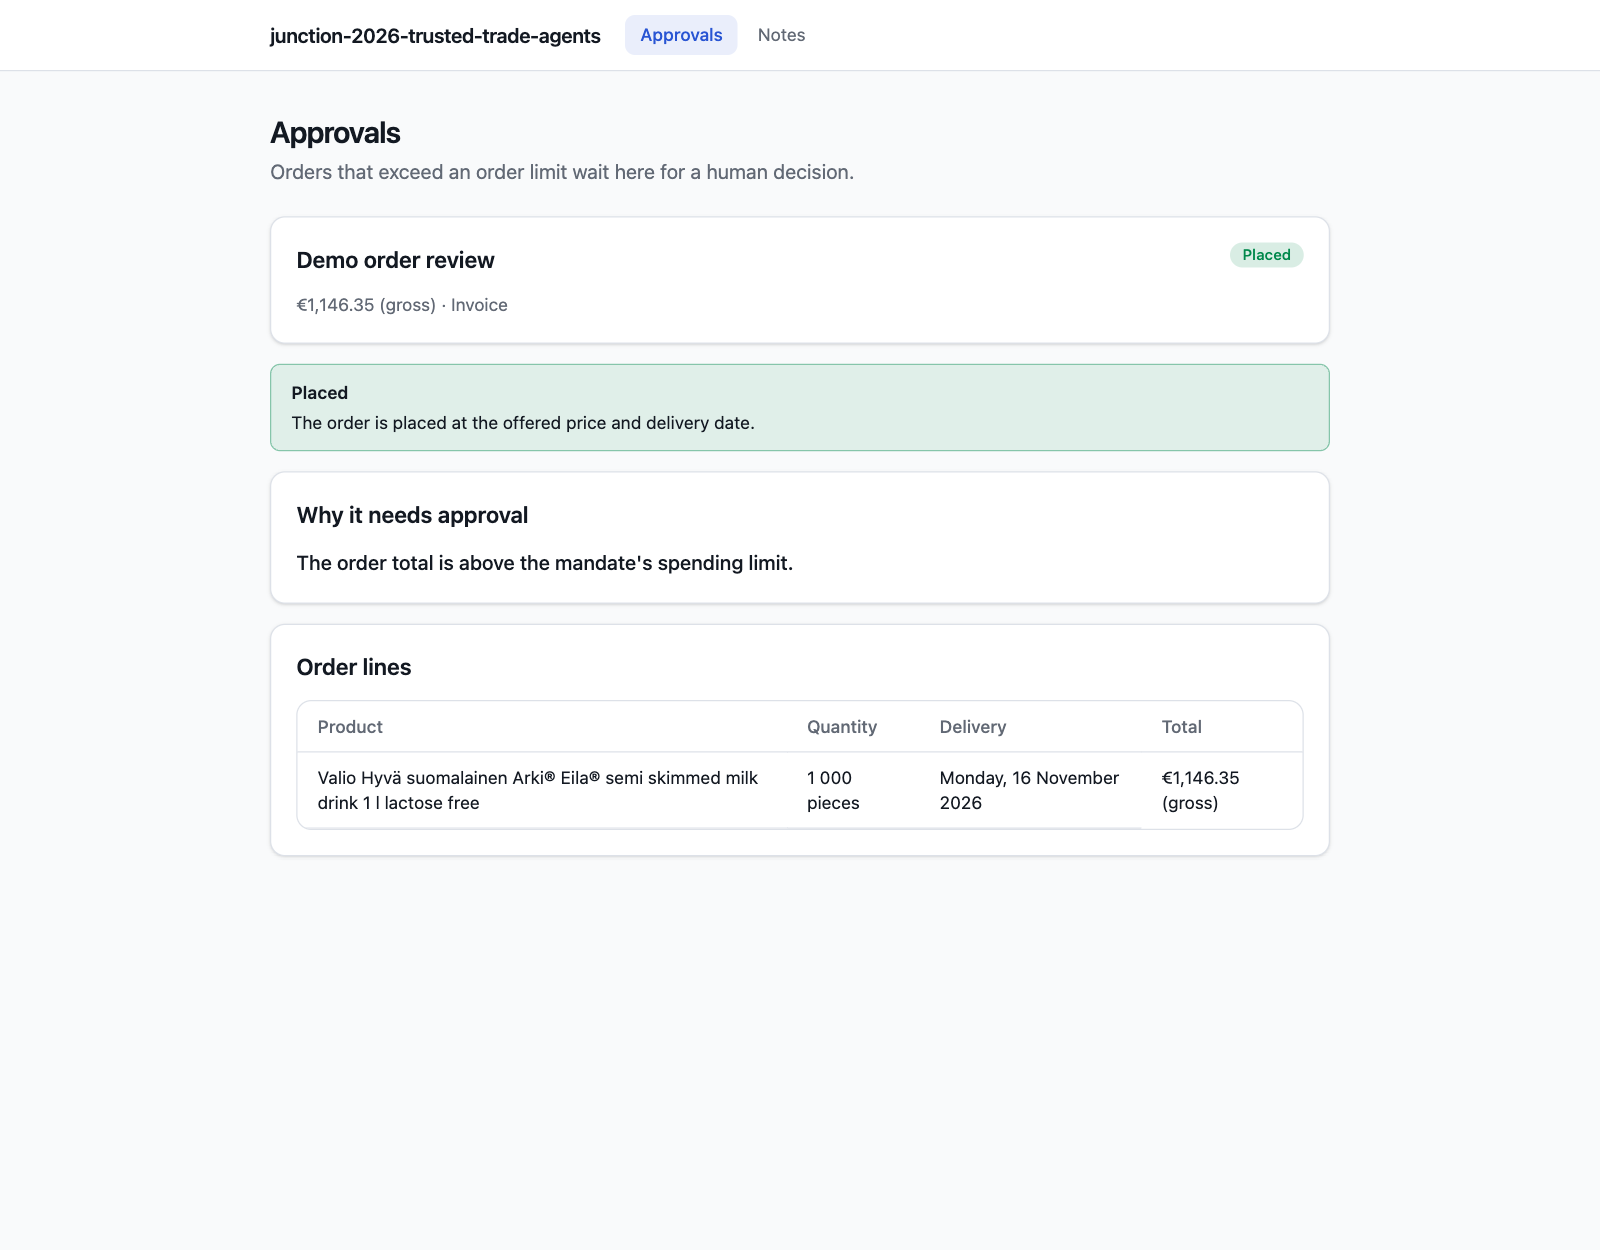 junction-2026-trusted-trade-agents Approvals Notes
Approvals
Orders that exceed an order limit wait here for a human decision.
Demo order review Placed
€1,146.35 (gross) · Invoice
Placed
The order is placed at the offered price and delivery date.
Why it needs approval
The order total is above the mandate's spending limit.
Order lines
Product Quantity Delivery Total
Valio Hyvä suomalainen Arki® Eila® semi skimmed milk 1 000 Monday, 16 November €1,146.35
drink 1 l lactose free pieces 2026 (gross)